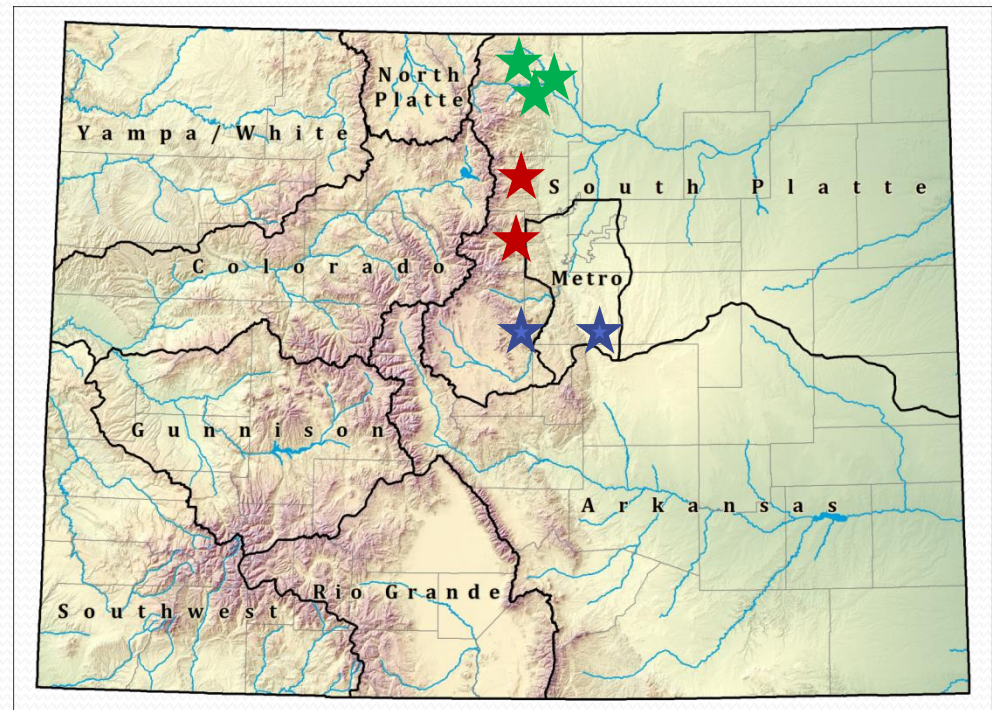 North
Platte
Yampa/White
South Platte
Colorado
Metro
Gunnison
Arkansas
Rio Grande
Southwest